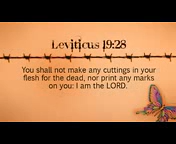 Leviticus 19:28
You shall not make any cuttings in your
flesh for the dead, nor print any marks
on you: I am the LORD.